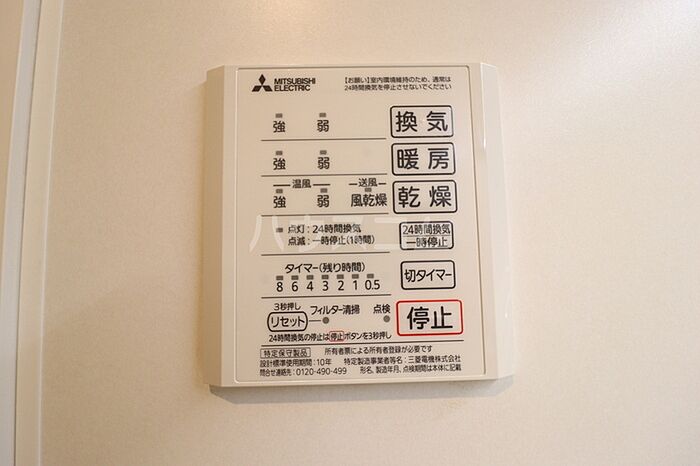 MITSUBISHI
ELECTRIC
【お願い】室内環境維持のため、通常は
24時間換気を停止させないでください
強 弱 換気
強 弱 暖房
温風 送風
強 弱 風乾燥 乾燥
点灯:24時間換気
点滅:一時停止(1時間)
24時間換気
一時停止
タイマー(残り時間)
8 6 4 3 2 1 0.5
切タイマー
3秒押し
リセット フィルター清掃 点検
停止
24時間換気の停止は停止ボタンを3秒押し
特定保守製品 所有者票による所有者登録が必要です
設計標準使用期間:10年 特定製造事業者等名:三菱電機株式会社
問合せ連絡先:0120-490-499 形名、製造年月、点検期間は本体に記載